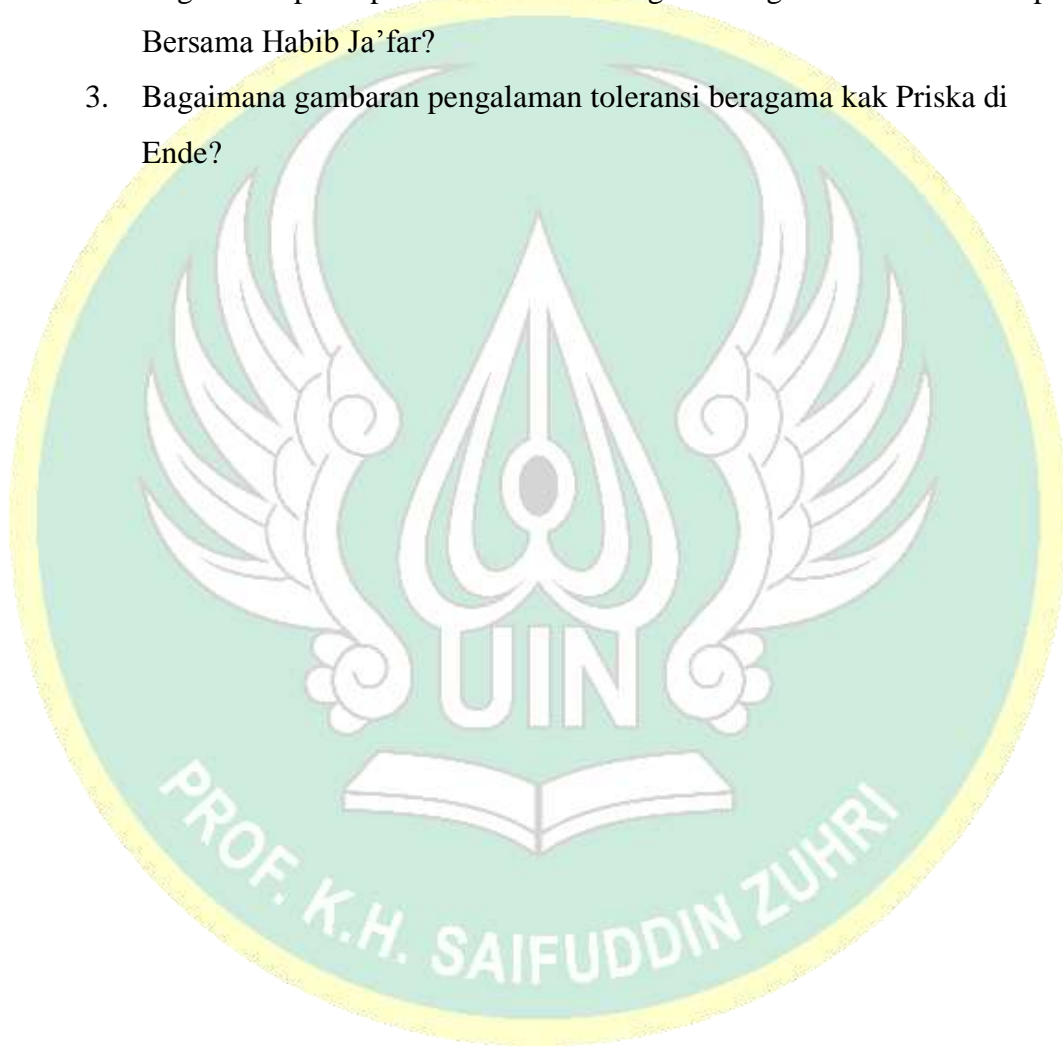 Bersama Habib Ja’far?
3. Bagaimana gambaran pengalaman toleransi beragama kak Priska di
Ende?
UIN
PROF. K.H. SAIFUDDIN ZUHRI